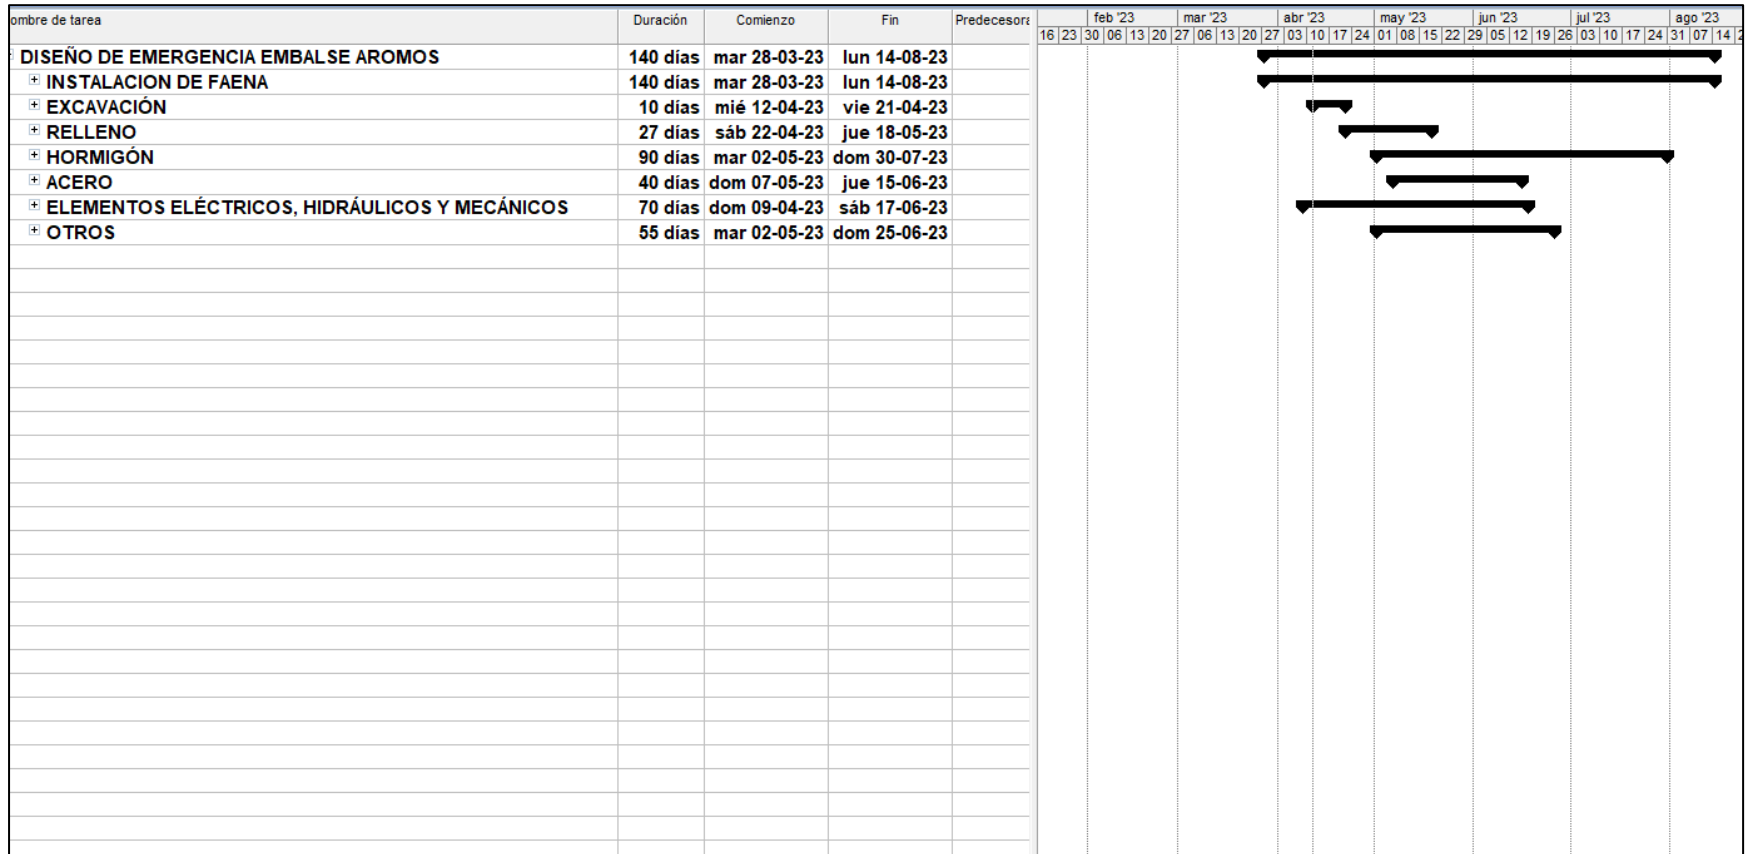 ombre de tarea Duración Comienzo Fin Predecesora feb '23 mar '23 abr '23 may '23 jun '23 jul '23 ago '23
16 23 30 06 13 20 27 06 13 20 27 03 10 17 24 01 08 15 22 29 05 12 19 26 03 10 17 24 31 07 14 2
DISEÑO DE EMERGENCIA EMBALSE AROMOS 140 días mar 28-03-23 lun 14-08-23
INSTALACION DE FAENA 140 días mar 28-03-23 lun 14-08-23
EXCAVACIÓN 10 días mié 12-04-23 vie 21-04-23
RELLENO 27 días sáb 22-04-23 jue 18-05-23
HORMIGÓN 90 días mar 02-05-23 dom 30-07-23
ACERO 40 días dom 07-05-23 jue 15-06-23
ELEMENTOS ELÉCTRICOS, HIDRÁULICOS Y MECÁNICOS 70 días dom 09-04-23 sáb 17-06-23
OTROS 55 días mar 02-05-23 dom 25-06-23